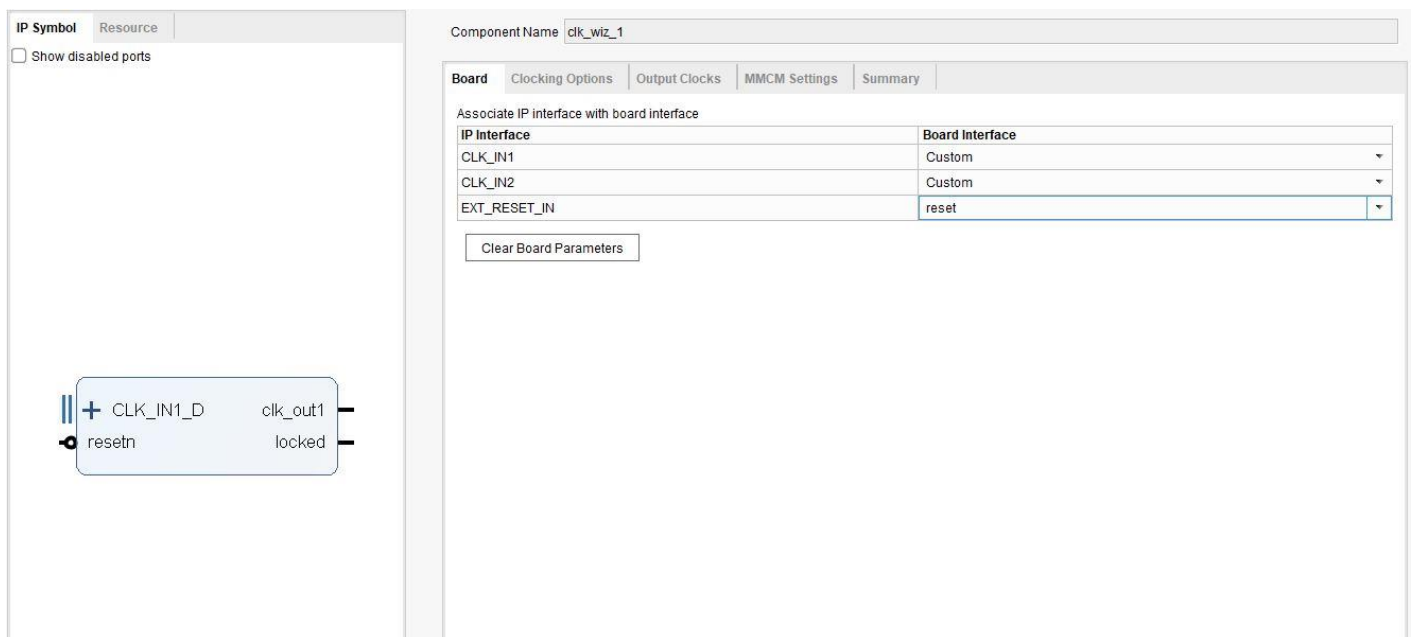 IP Symbol Resource
Show disabled ports
CLK_IN1_D clk_out1
resetn locked
Component Name clk_wiz_1
Board Clocking Options Output Clocks MMCM Settings Summary
Associate IP interface with board interface
IP Interface Board Interface
CLK_IN1 Custom
CLK_IN2 Custom
EXT_RESET_IN reset
Clear Board Parameters